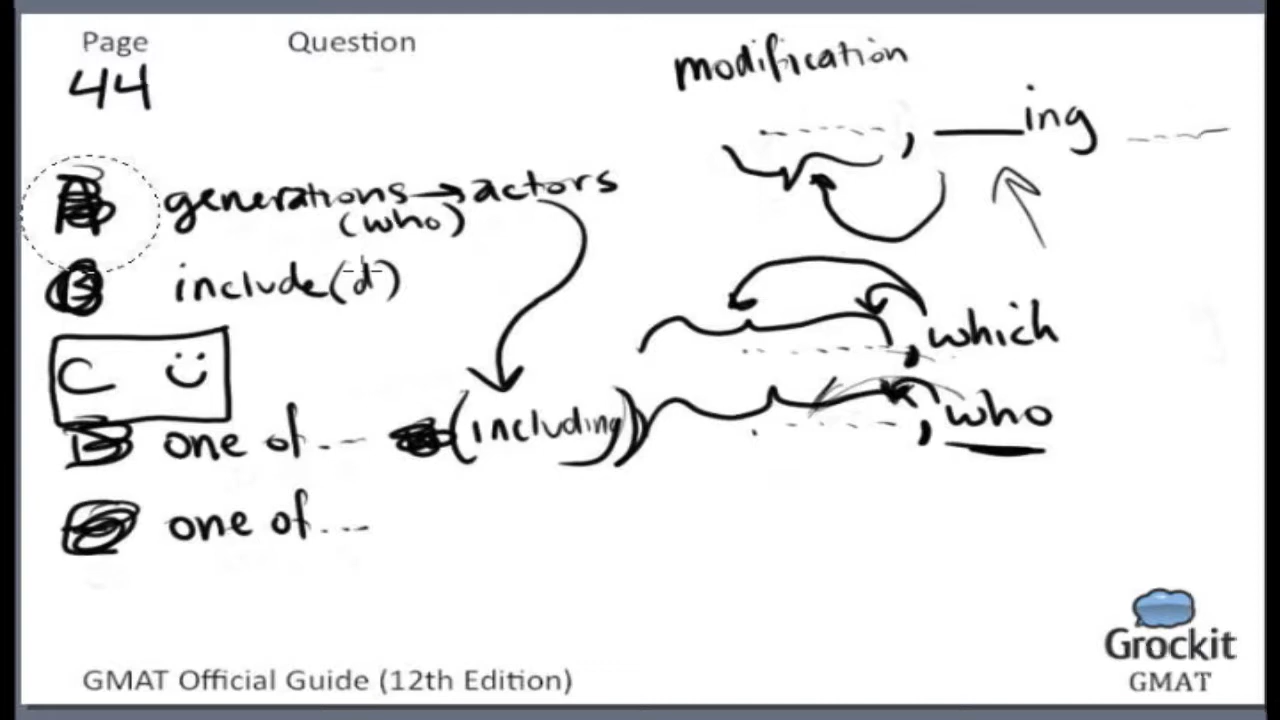 Page Question
44
modification
, ___ing
A generations→actors
(who)
B include(d)
, which
C
D one of... (including)
, who
one of...
Grockit
GMAT
GMAT Official Guide (12th Edition)